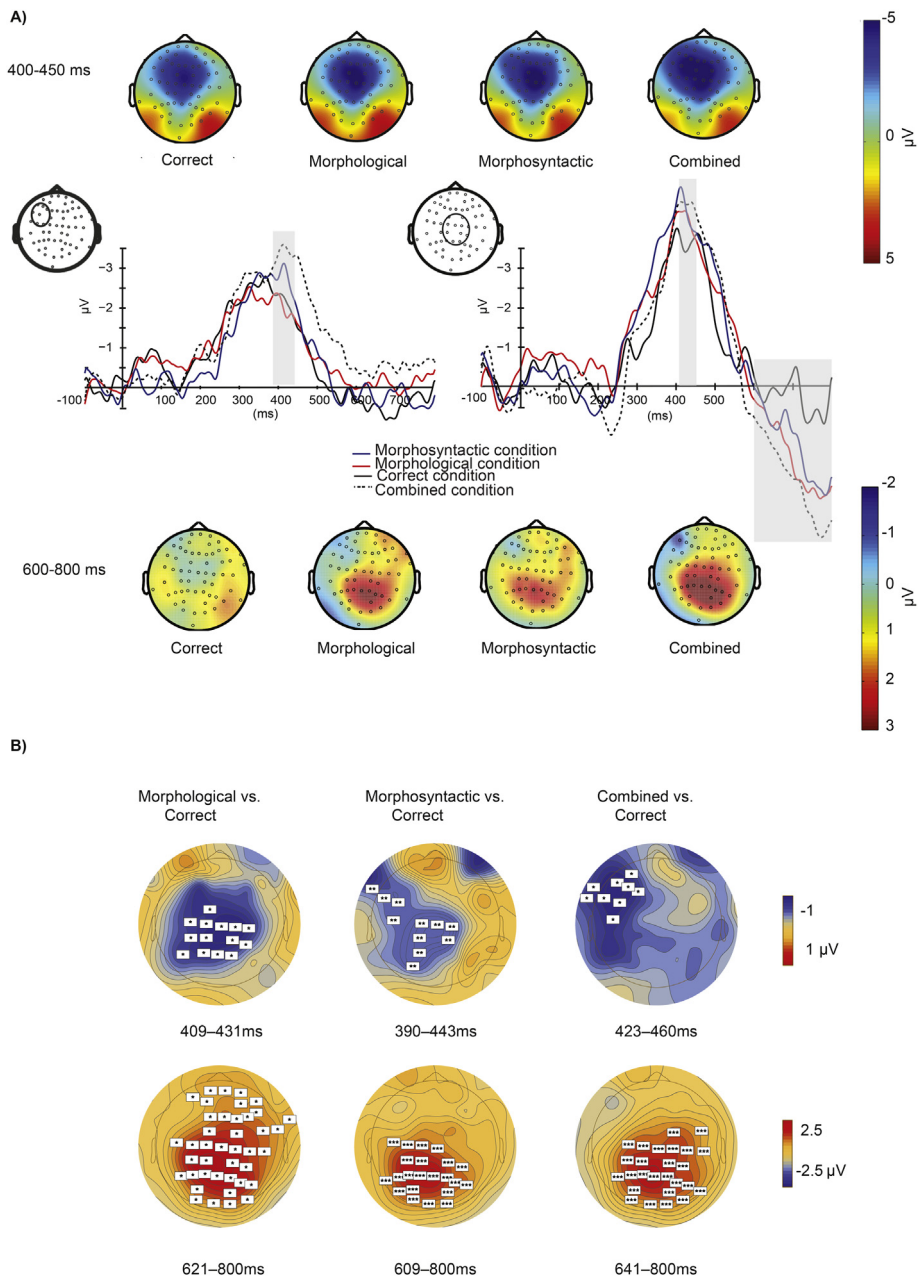 A)
-5
400-450 ms
0
μV
5
Correct
Morphological
Morphosyntactic
Combined
−3
−2
−1
μV
-100
100
200
300
400
500
600
700
(ms)
−3
−2
−1
μV
-100
100
200
300
400
500
(ms)
Morphosyntactic condition
Morphological condition
Correct condition
Combined condition
-2
-1
0
1
2
3
μV
600-800 ms
Correct
Morphological
Morphosyntactic
Combined
B)
Morphological vs.
Correct
Morphosyntactic vs.
Correct
Combined vs.
Correct
-1
1 μV
409–431ms
390–443ms
423–460ms
2.5
-2.5 μV
621–800ms
609–800ms
641–800ms